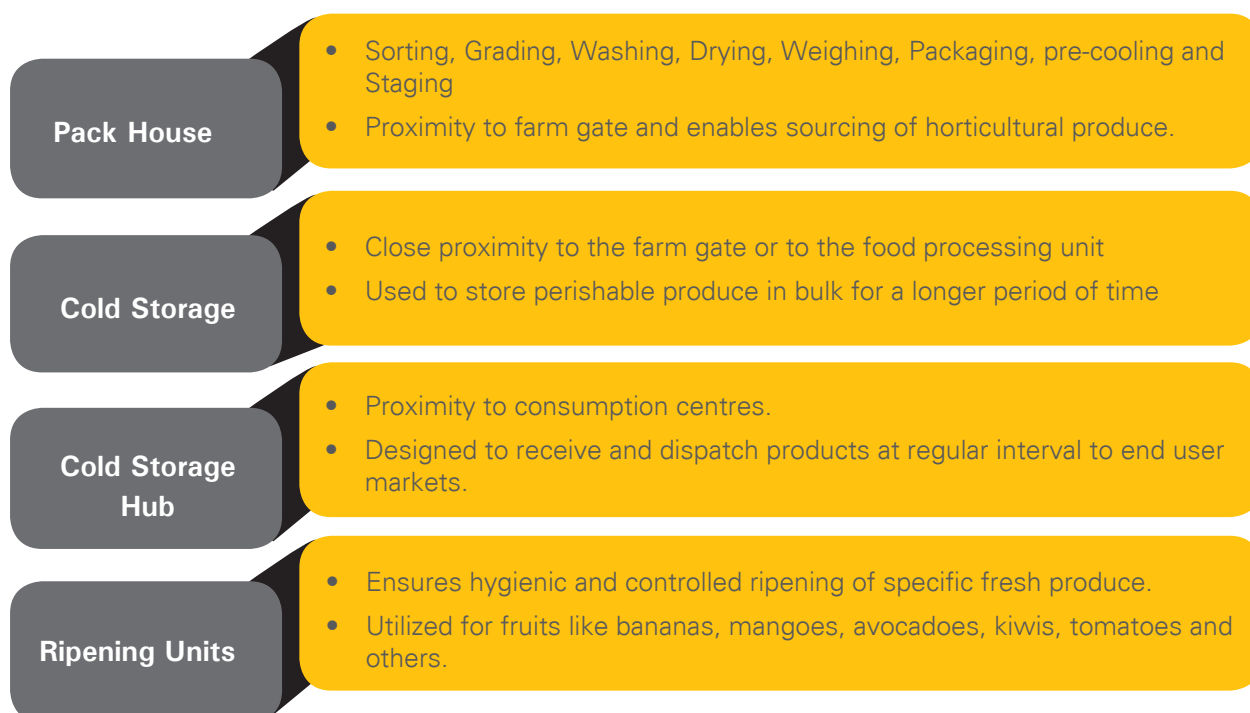 Pack House
• Sorting, Grading, Washing, Drying, Weighing, Packaging, pre-cooling and
Staging
• Proximity to farm gate and enables sourcing of horticultural produce.
Cold Storage
• Close proximity to the farm gate or to the food processing unit
• Used to store perishable produce in bulk for a longer period of time
Cold Storage
Hub
• Proximity to consumption centres.
• Designed to receive and dispatch products at regular interval to end user
markets.
Ripening Units
• Ensures hygienic and controlled ripening of specific fresh produce.
• Utilized for fruits like bananas, mangoes, avocadoes, kiwis, tomatoes and
others.